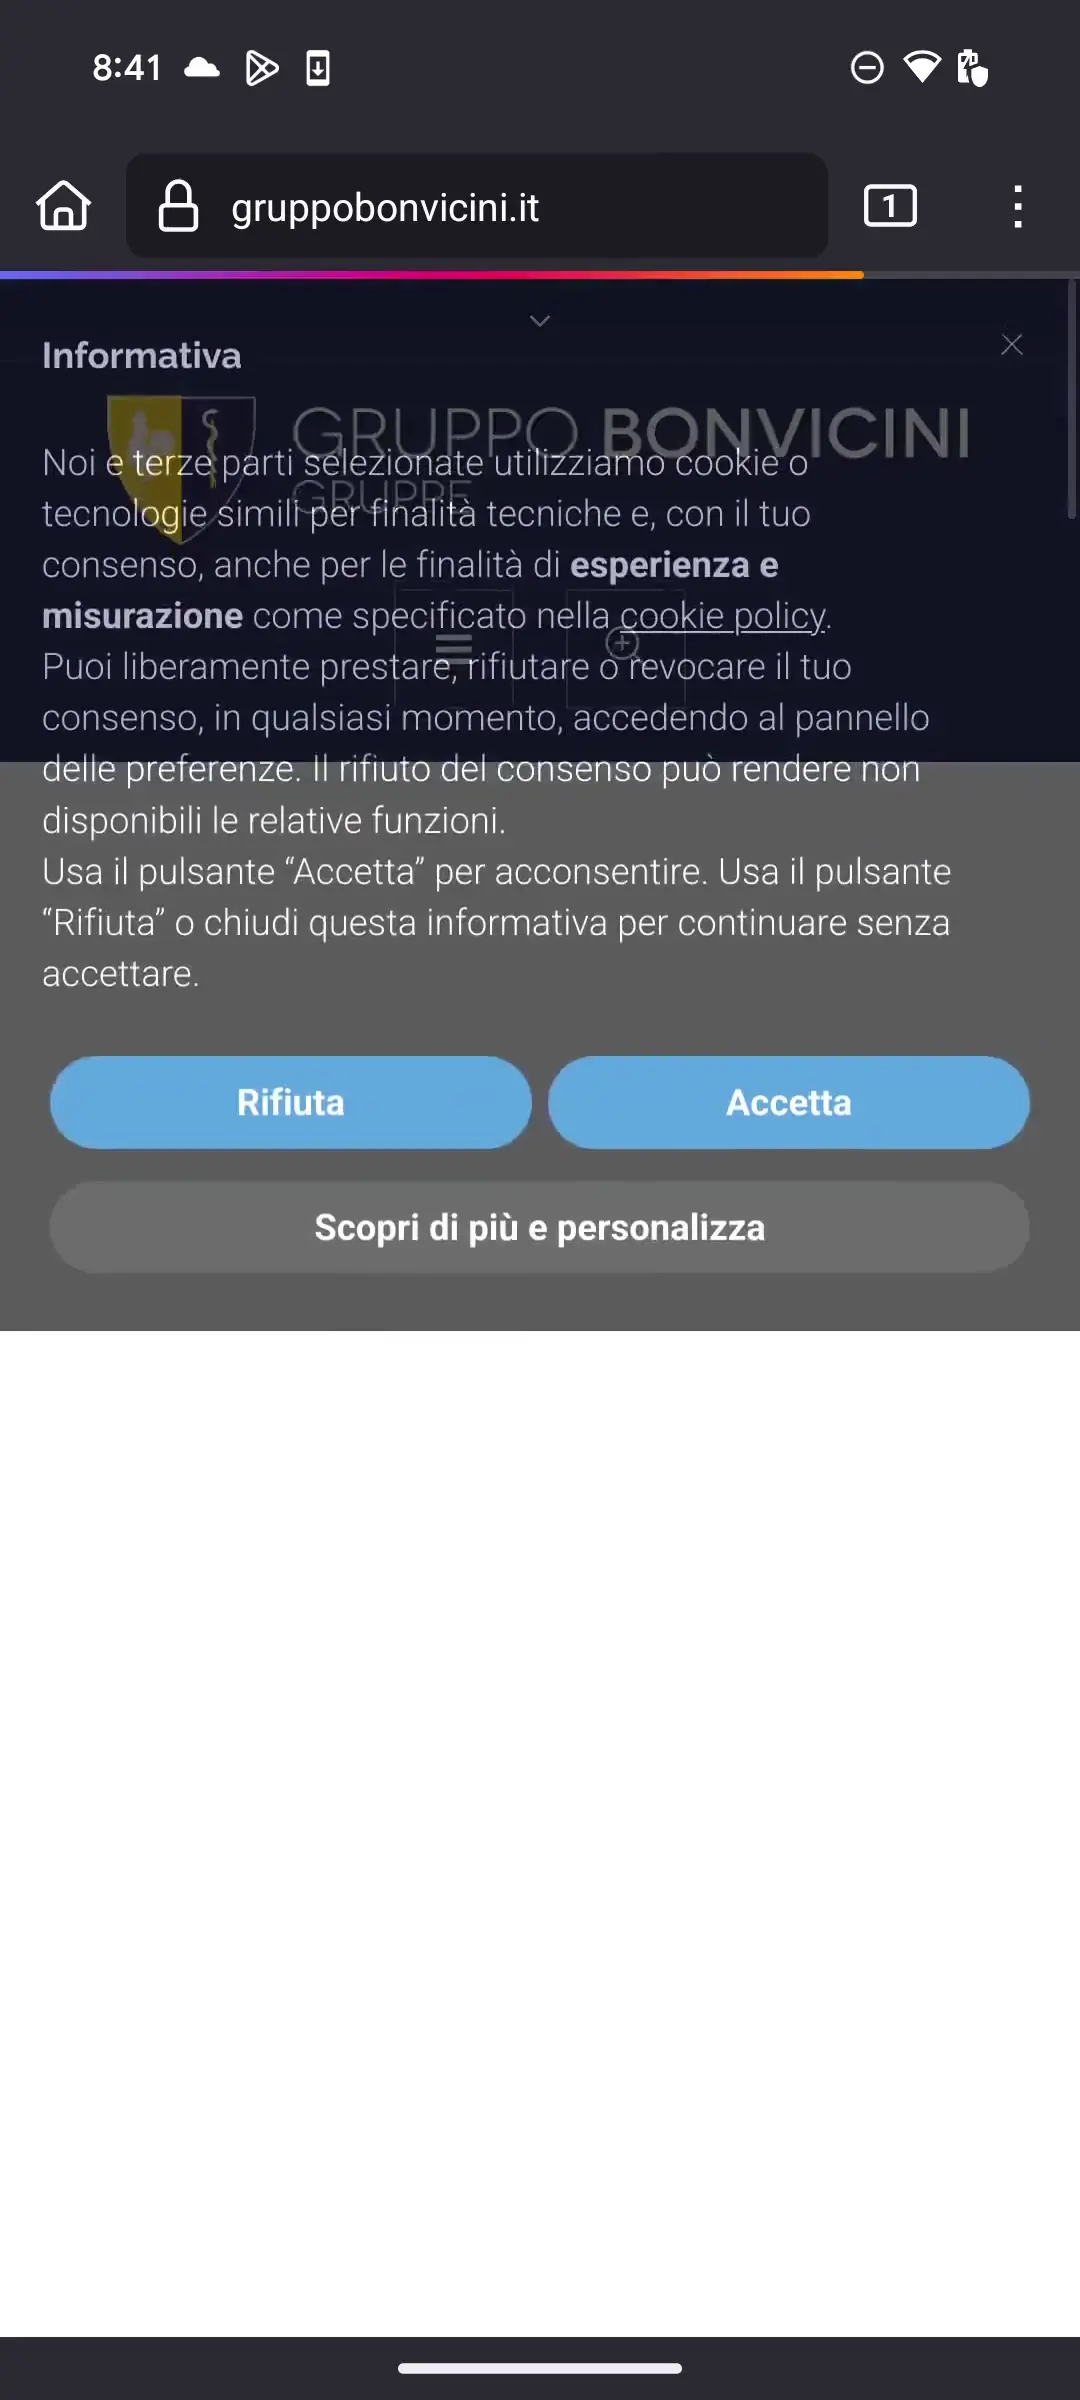 8:41
gruppobonvicini.it
1
Informativa
GRUPPO BONVICINI
GRUPPE
Noi e terze parti selezionate utilizziamo cookie o
tecnologie simili per finalità tecniche e, con il tuo
consenso, anche per le finalità di esperienza e
misurazione come specificato nella cookie policy.
Puoi liberamente prestare, rifiutare o revocare il tuo
consenso, in qualsiasi momento, accedendo al pannello
delle preferenze. Il rifiuto del consenso può rendere non
disponibili le relative funzioni.
Usa il pulsante “Accetta” per acconsentire. Usa il pulsante
“Rifiuta” o chiudi questa informativa per continuare senza
accettare.
Rifiuta
Accetta
Scopri di più e personalizza